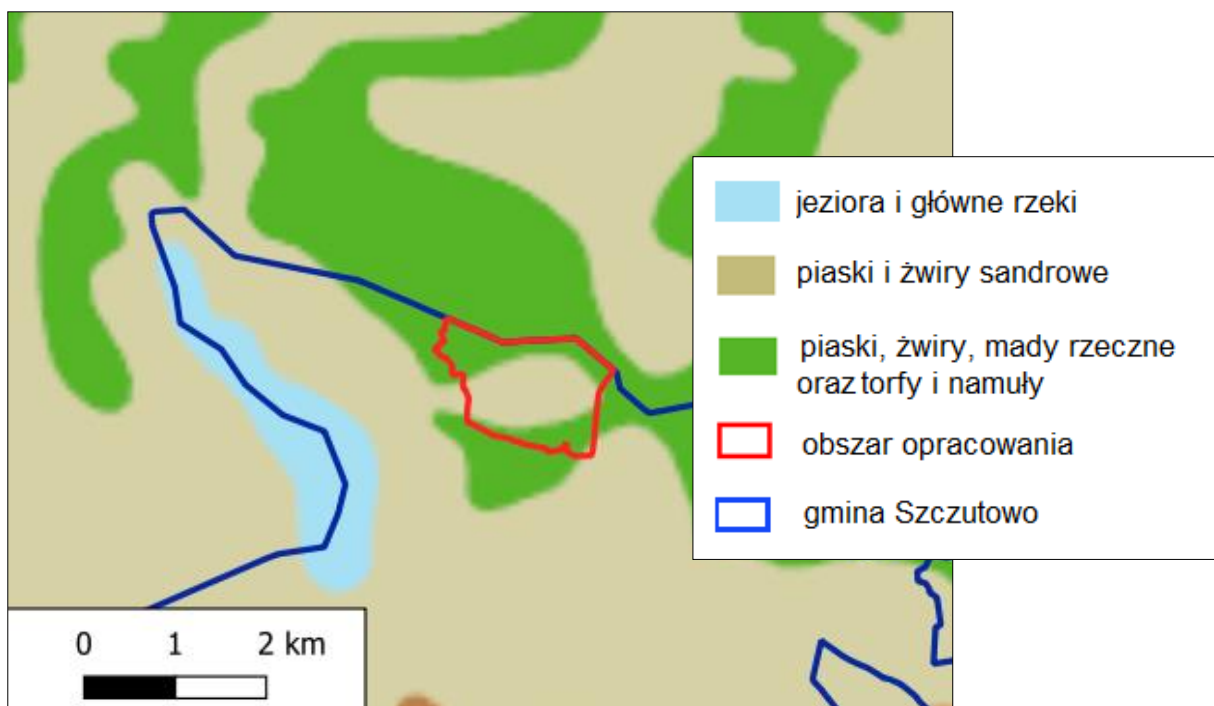 jeziora i główne rzeki
piaski i żwiry sandrowe
piaski, żwiry, mady rzeczne
oraz torfy i namuły
obszar opracowania
gmina Szczutowo
0 1 2 km